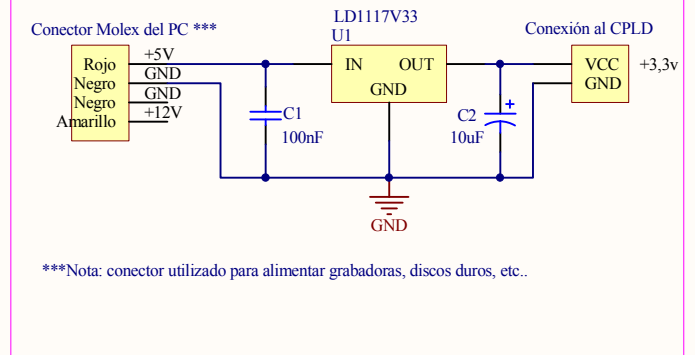 LD1117V33
Conector Molex del PC ***
U1
Conexión al CPLD
Rojo
+5V
Negro
GND
Negro
GND
Amarillo
+12V
IN
OUT
GND
VCC
GND
+3,3v
C1
100nF
C2
+
10uF
GND
***Nota: conector utilizado para alimentar grabadoras, discos duros, etc..